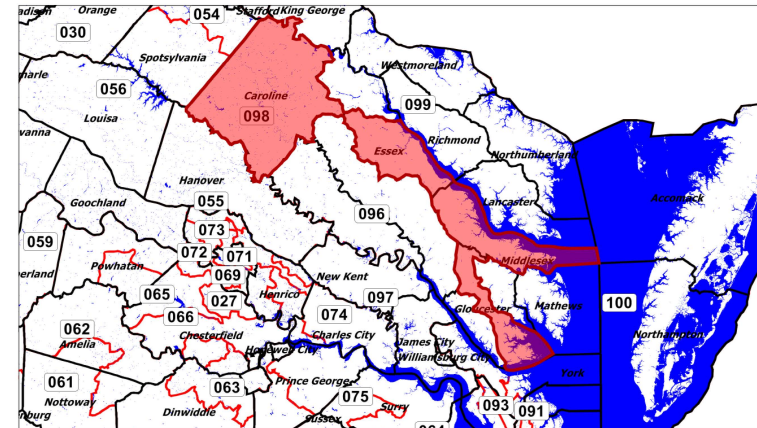 054
Orange
Stafford King George
030
Spotsylvania
Westmoreland
056
Caroline
099
098
Louisa
Essex
Richmond
Northumberland
Hanover
Accomack
Goochland
055
Lancaster
096
073
059
072
071
Powhatan
069
New Kent
Middlesex
065
027
Henrico
097
100
066
074
Gloucester
Mathews
062
Chesterfield
Charles City
Northampton
Amelia
James City
Hopewell City
Williamsburg City
York
061
063
Prince George
Nottoway
075
093
091
Dinwiddie
Surry
Sussex